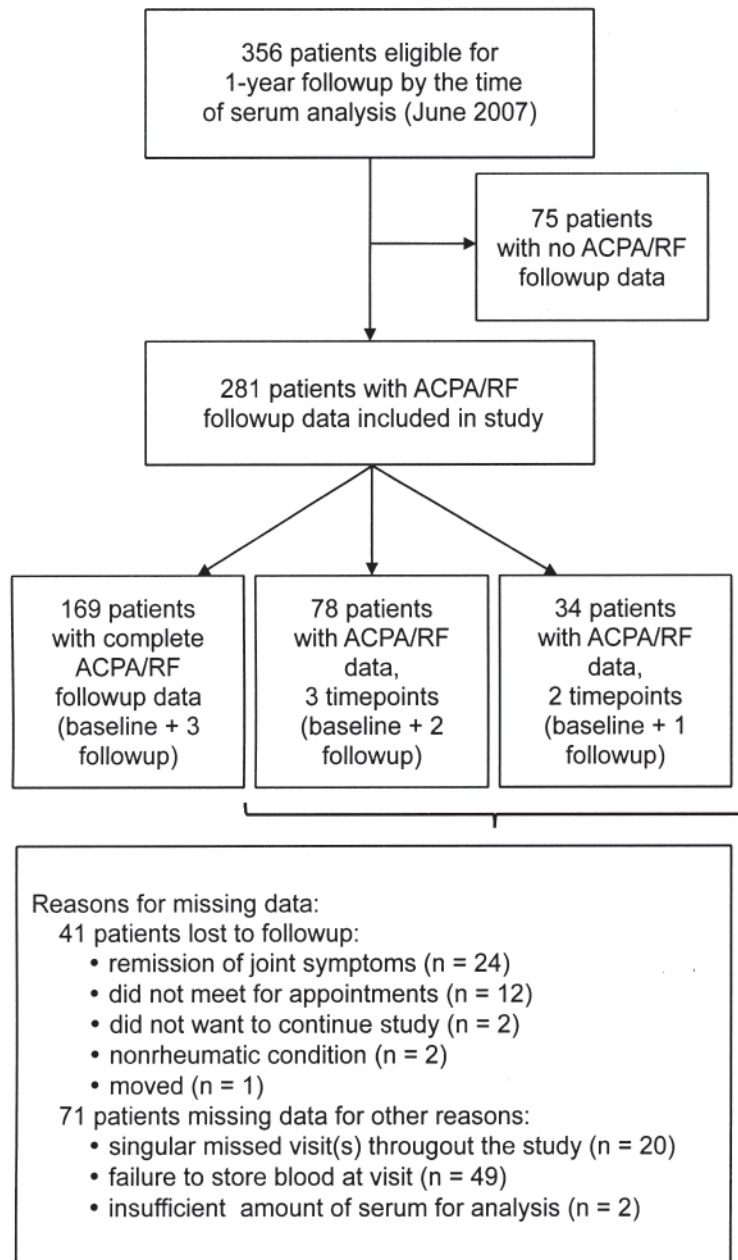 356 patients eligible for
1-year followup by the time
of serum analysis (June 2007)
75 patients
with no ACPA/RF
followup data
281 patients with ACPA/RF
followup data included in study
169 patients
with complete
ACPA/RF
followup data
(baseline + 3
followup)
78 patients
with ACPA/RF
data,
3 timepoints
(baseline + 2
followup)
34 patients
with ACPA/RF
data,
2 timepoints
(baseline + 1
followup)
Reasons for missing data:
41 patients lost to followup:
• remission of joint symptoms (n = 24)
• did not meet for appointments (n = 12)
• did not want to continue study (n = 2)
• nonrheumatic condition (n = 2)
• moved (n = 1)
71 patients missing data for other reasons:
• singular missed visit(s) througout the study (n = 20)
• failure to store blood at visit (n = 49)
• insufficient amount of serum for analysis (n = 2)